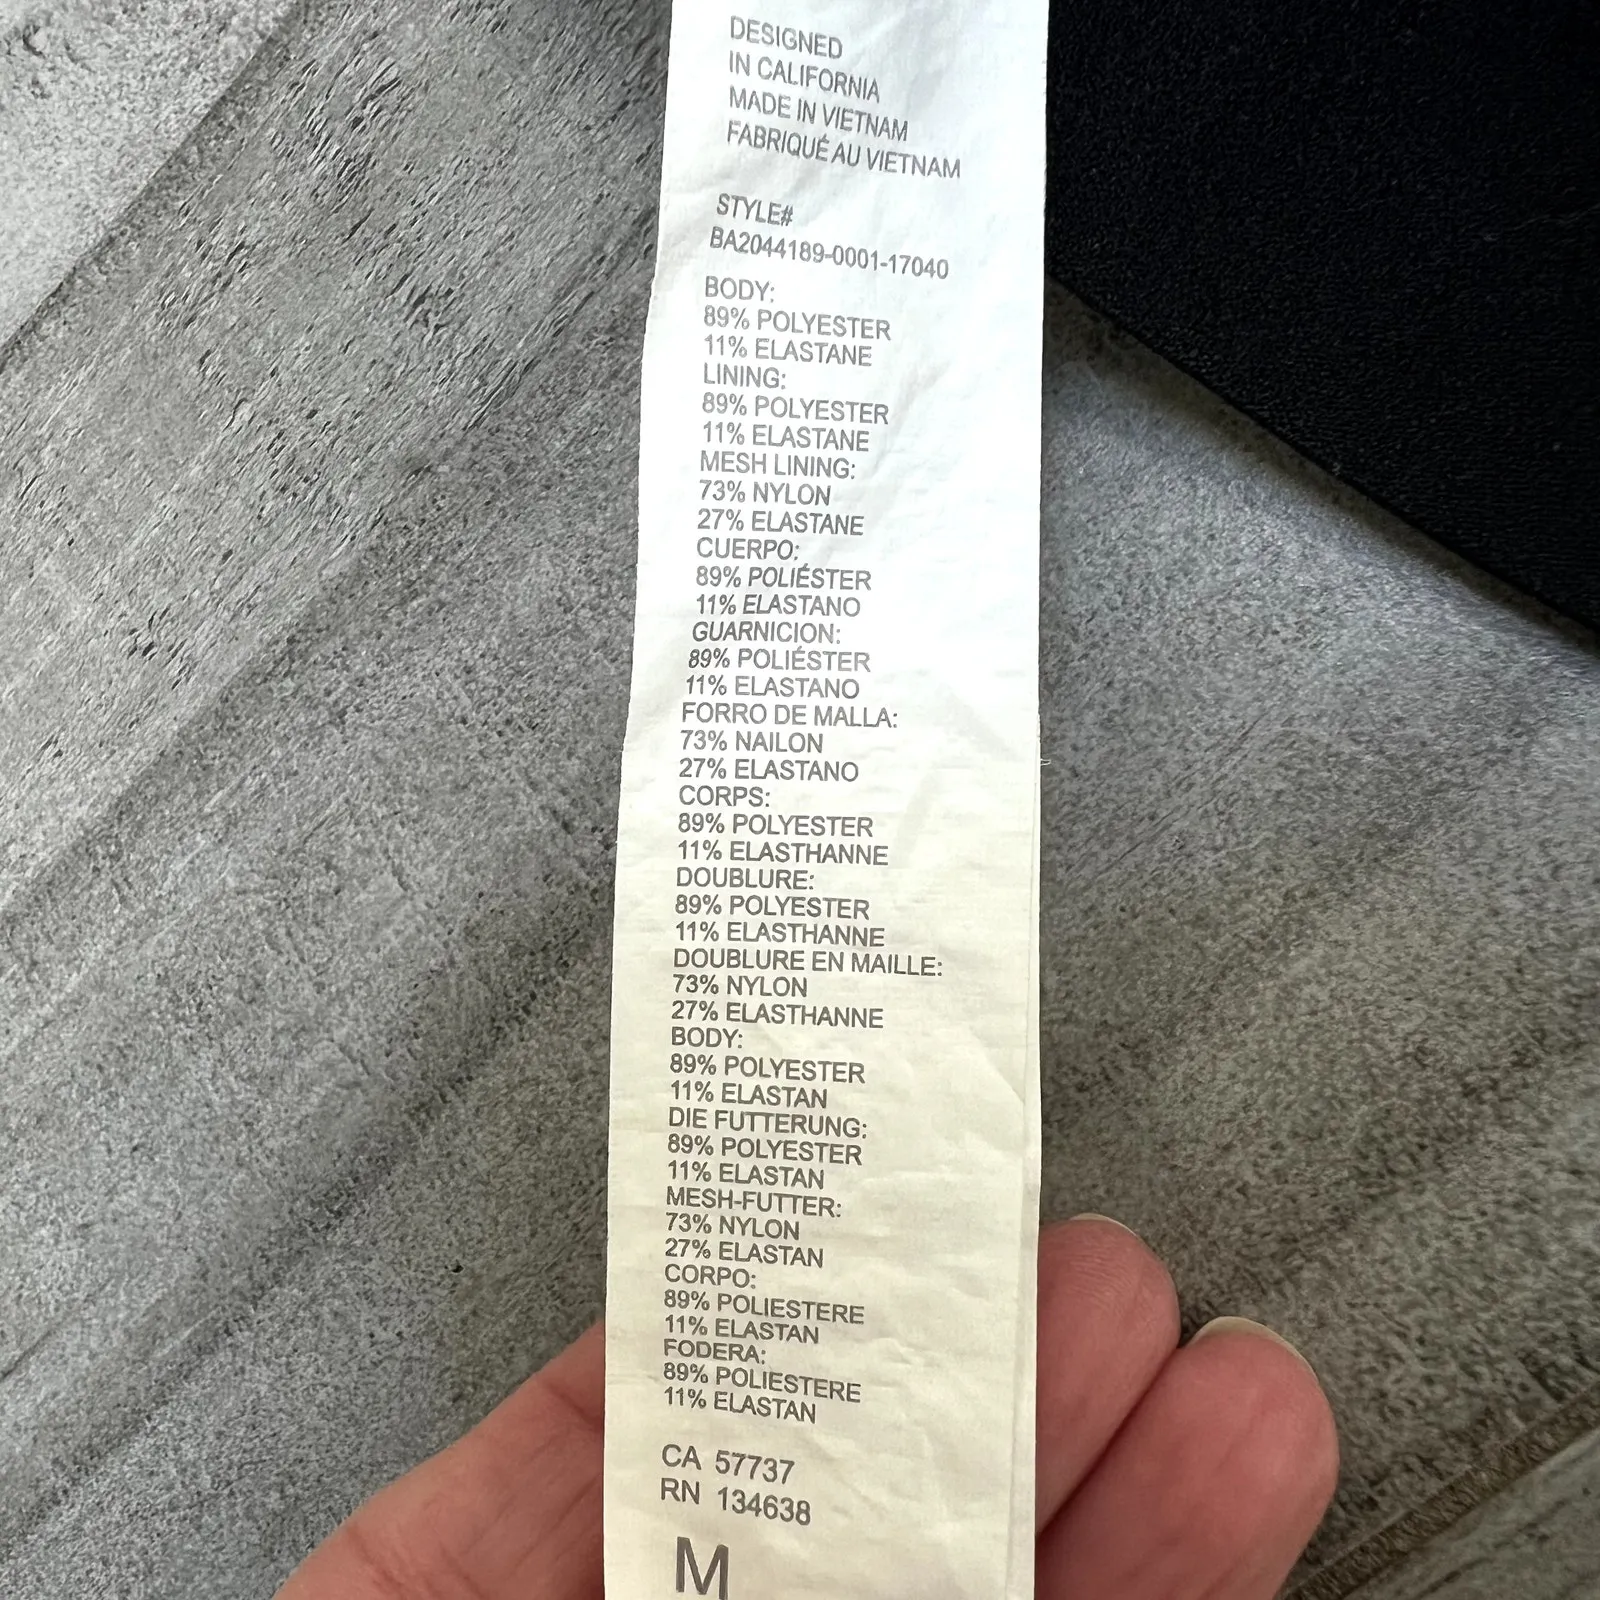 DESIGNED
IN CALIFORNIA
MADE IN VIETNAM
FABRIQUÉ AU VIETNAM
STYLE#
BA2044189-0001-17040
BODY:
89% POLYESTER
11% ELASTANE
LINING:
89% POLYESTER
11% ELASTANE
MESH LINING:
73% NYLON
27% ELASTANE
CUERPO:
89% POLIÉSTER
11% ELASTANO
GUARNICION:
89% POLIÉSTER
11% ELASTANO
FORRO DE MALLA:
73% NAILON
27% ELASTANO
CORPS:
89% POLYESTER
11% ELASTHANNE
DOUBLURE:
89% POLYESTER
11% ELASTHANNE
DOUBLURE EN MAILLE:
73% NYLON
27% ELASTHANNE
BODY:
89% POLYESTER
11% ELASTAN
DIE FUTTERUNG:
89% POLYESTER
11% ELASTAN
MESH-FUTTER:
73% NYLON
27% ELASTAN
CORPO:
89% POLIESTERE
11% ELASTAN
FODERA:
89% POLIESTERE
11% ELASTAN
CA 57737
RN 134638
M